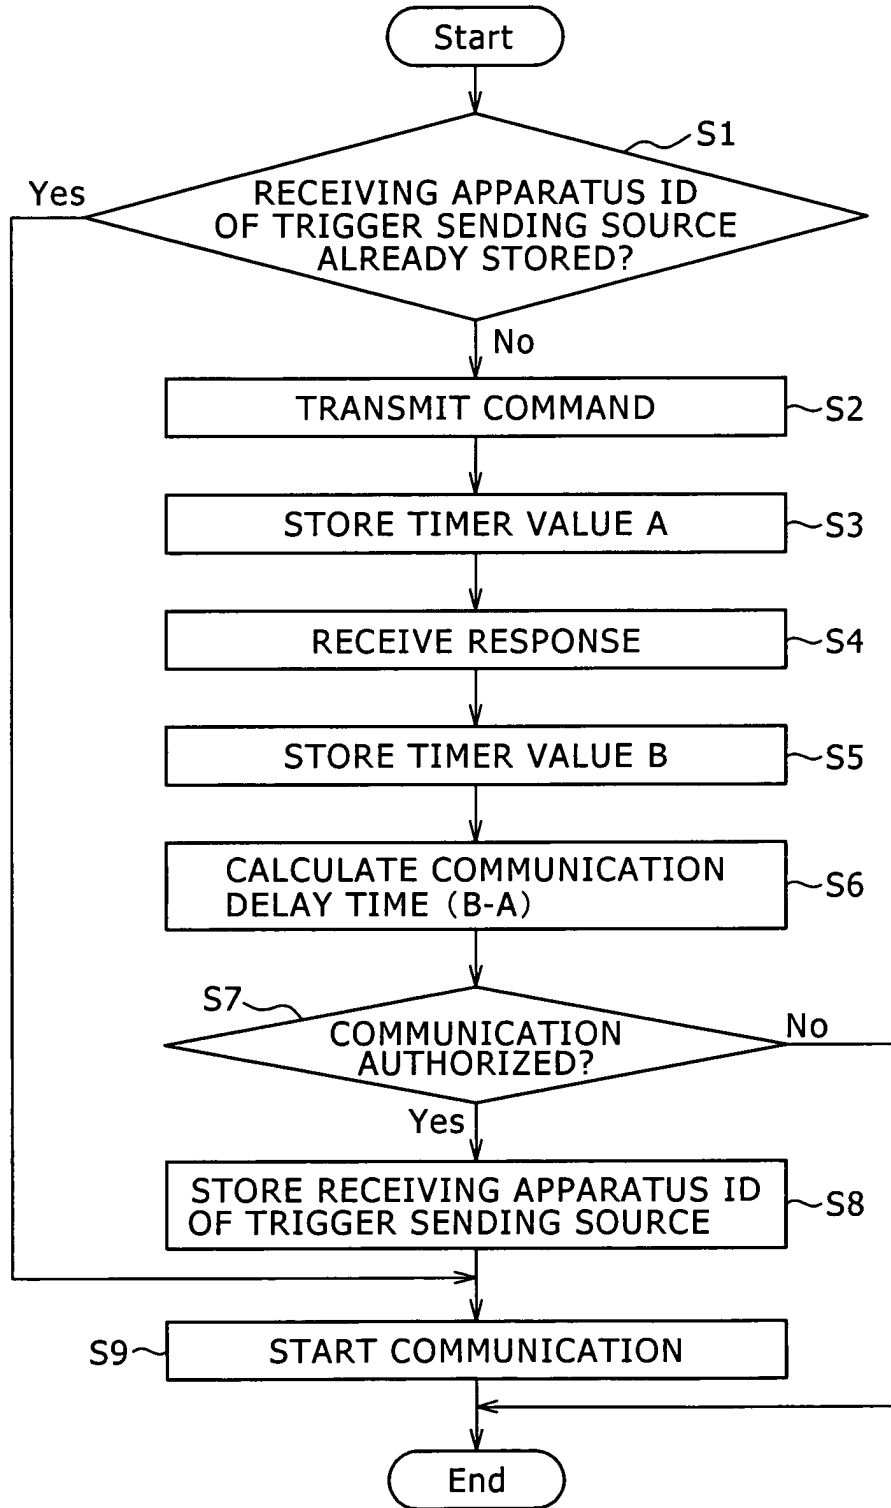 Start
S1
Yes
RECEIVING APPARATUS ID
OF TRIGGER SENDING SOURCE
ALREADY STORED?
No
TRANSMIT COMMAND
S2
STORE TIMER VALUE A
S3
RECEIVE RESPONSE
S4
STORE TIMER VALUE B
S5
CALCULATE COMMUNICATION
DELAY TIME (B-A)
S6
S7
COMMUNICATION
AUTHORIZED?
No
Yes
STORE RECEIVING APPARATUS ID
OF TRIGGER SENDING SOURCE
S8
S9
START COMMUNICATION
End